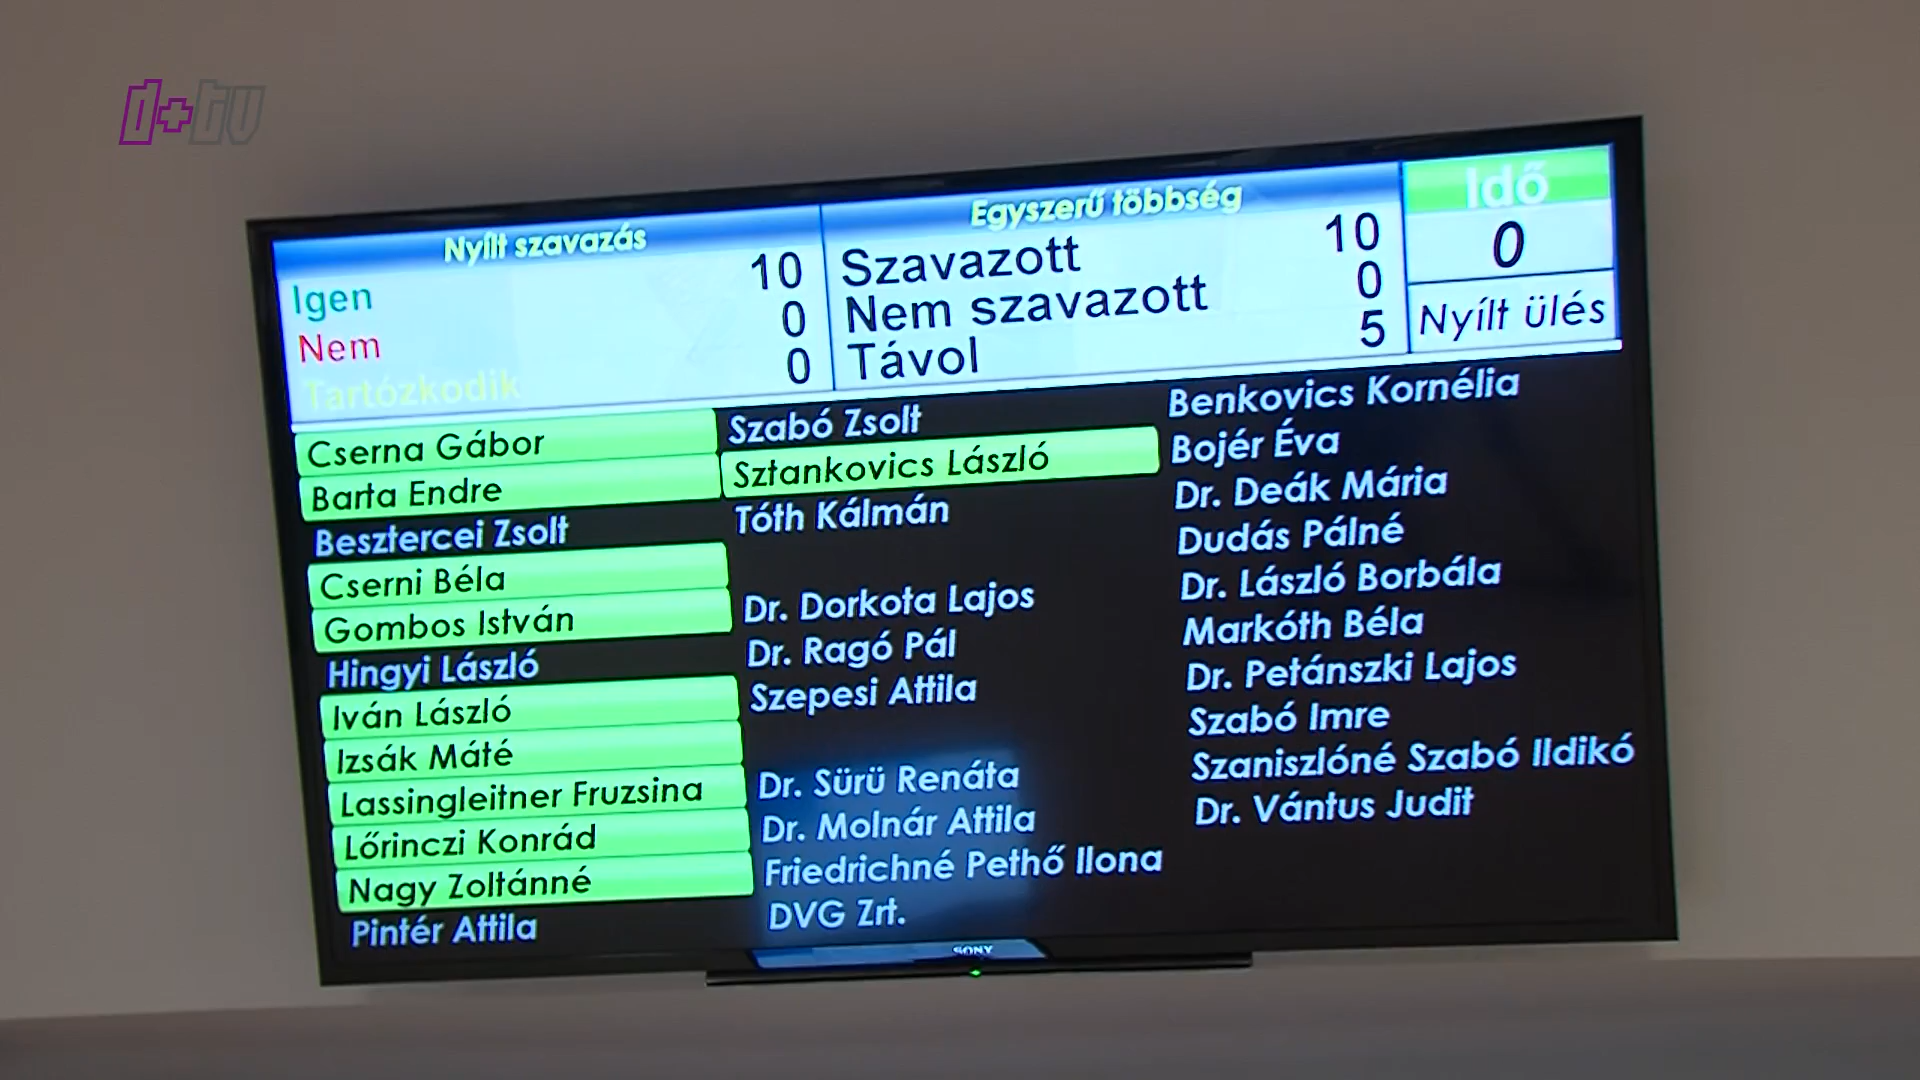 d+tv
Nyílt szavazás
Igen 10
Nem 0
Tartózkodik 0
Egyszerű többség
Szavazott 10
Nem szavazott 0
Távol 5
Idő
0
Nyílt ülés
Cserna Gábor
Barta Endre
Besztercei Zsolt
Cserni Béla
Gombos István
Hingyi László
Iván László
Izsák Máté
Lassingleitner Fruzsina
Lőrinczi Konrád
Nagy Zoltánné
Pintér Attila
Szabó Zsolt
Sztankovics László
Tóth Kálmán
Dr. Dorkota Lajos
Dr. Ragó Pál
Szepesi Attila
Dr. Sürü Renáta
Dr. Molnár Attila
Friedrichné Pethő Ilona
DVG Zrt.
Benkovics Kornélia
Bojér Éva
Dr. Deák Mária
Dudás Pálné
Dr. László Borbála
Markóth Béla
Dr. Petánszki Lajos
Szabó Imre
Szaniszlóné Szabó Ildikó
Dr. Vántus Judit
SONY